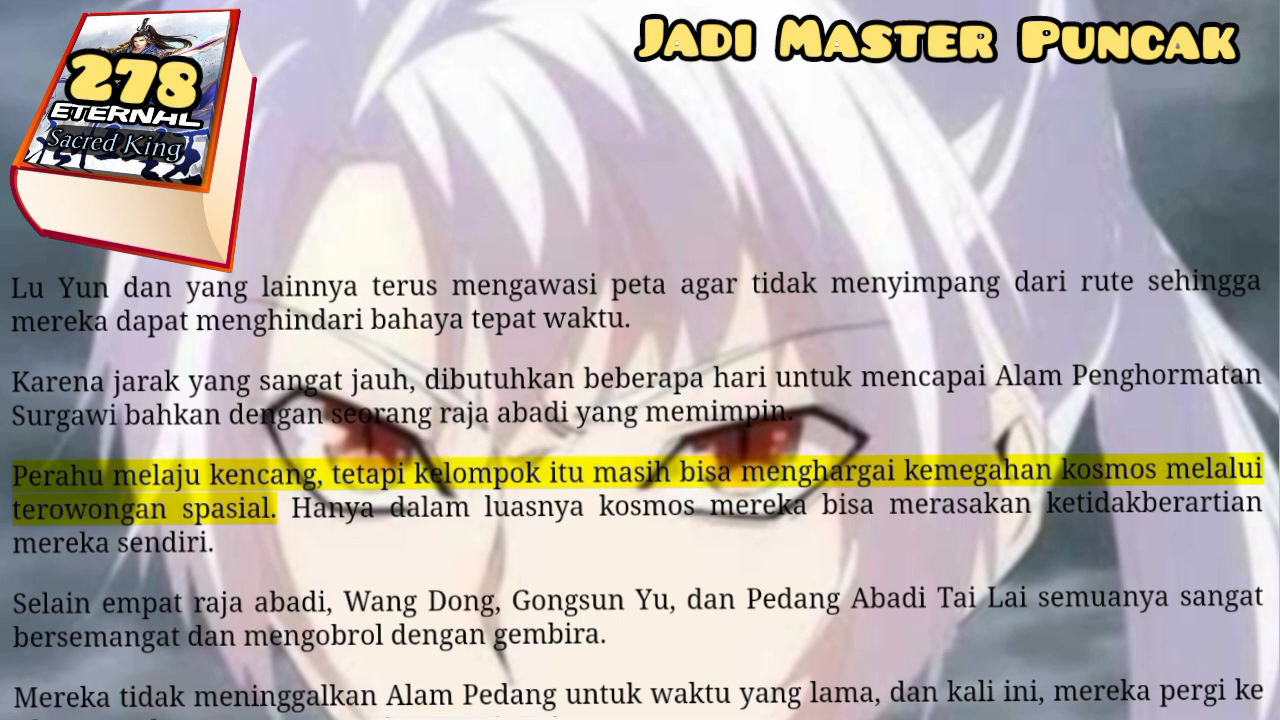 278
ETERNAL
Sacred King
Jadi Master Puncak
Lu Yun dan yang lainnya terus mengawasi peta agar tidak menyimpang dari rute sehingga
mereka dapat menghindari bahaya tepat waktu.
Karena jarak yang sangat jauh, dibutuhkan beberapa hari untuk mencapai Alam Penghormatan
Surgawi bahkan dengan seorang raja abadi yang memimpin.
Perahu melaju kencang, tetapi kelompok itu masih bisa menghargai kemegahan kosmos melalui
terowongan spasial. Hanya dalam luasnya kosmos mereka bisa merasakan ketidakberartian
mereka sendiri.
Selain empat raja abadi, Wang Dong, Gongsun Yu, dan Pedang Abadi Tai Lai semuanya sangat
bersemangat dan mengobrol dengan gembira.
Mereka tidak meninggalkan Alam Pedang untuk waktu yang lama, dan kali ini, mereka pergi ke